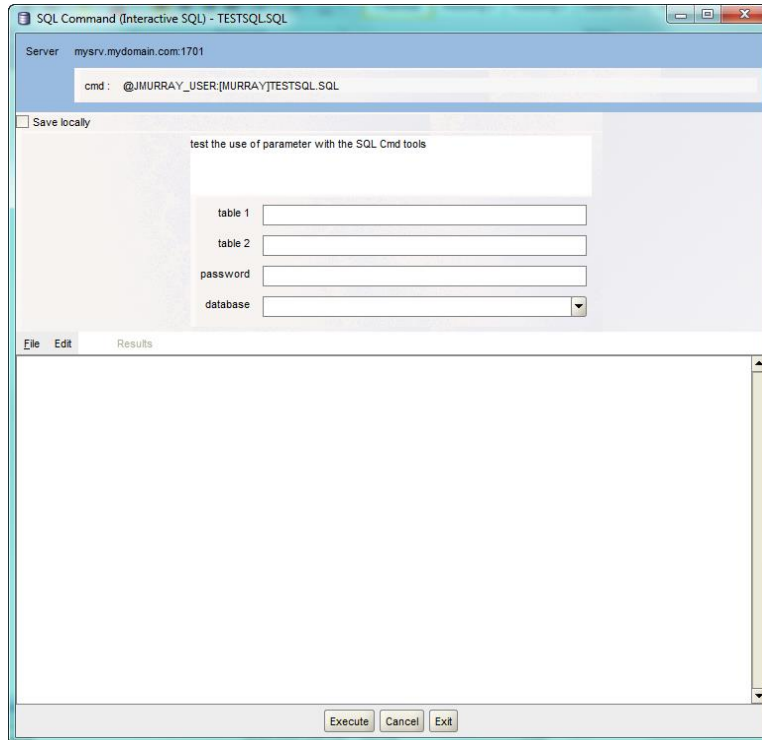 SQL Command (Interactive SQL) - TESTSQL.SQL
Server mysrv.mydomain.com:1701
cmd : @JMURRAY_USER:[MURRAY]TESTSQL.SQL
Save locally
test the use of parameter with the SQL Cmd tools
table 1
table 2
password
database
File Edit Results
Execute Cancel Exit